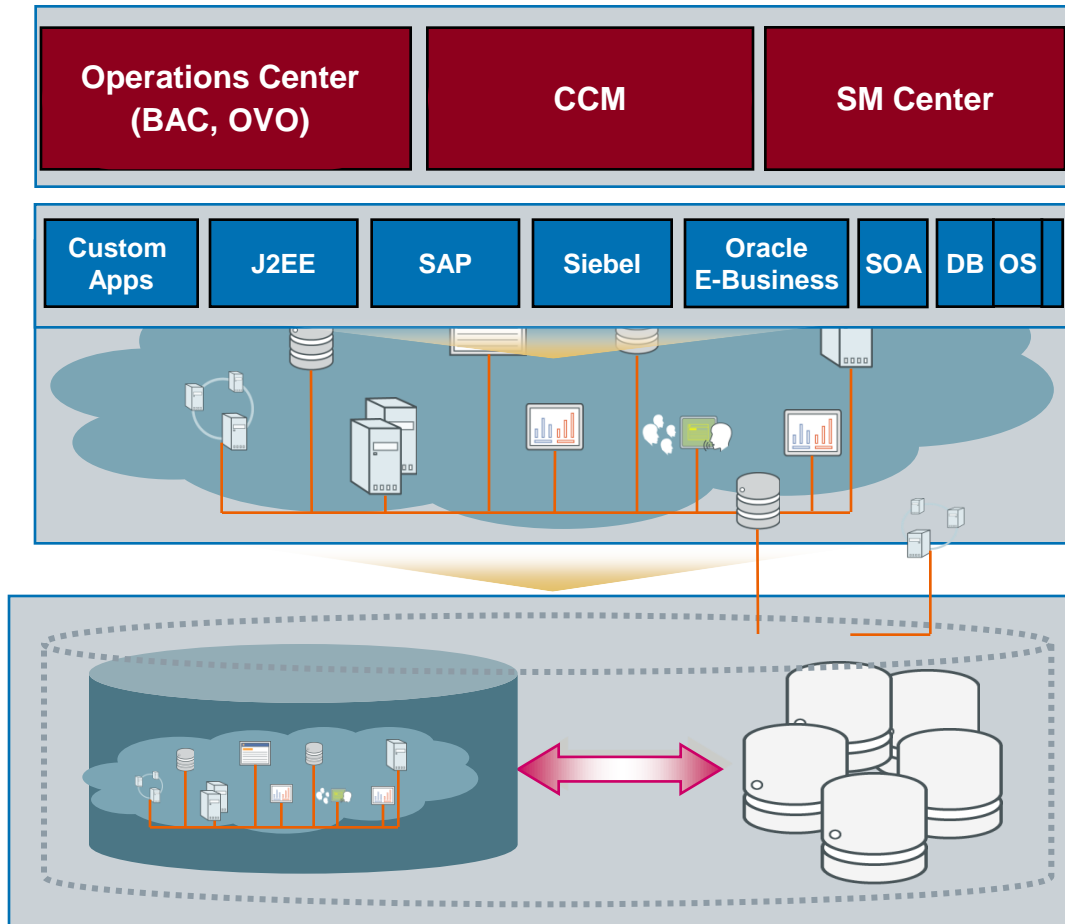 Operations Center
(BAC, OVO)
CCM
SM Center
Custom
Apps
J2EE
SAP
Siebel
Oracle
E-Business
SOA
DB
OS